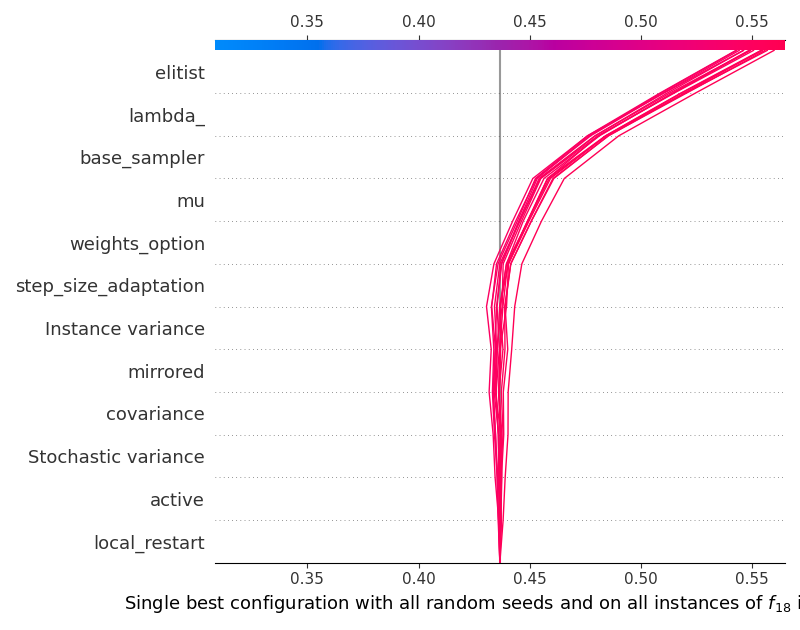 0.35 0.40 0.45 0.50 0.55
elitist
lambda_
base_sampler
mu
weights_option
step_size_adaptation
Instance variance
mirrored
covariance
Stochastic variance
active
local_restart
0.35 0.40 0.45 0.50 0.55
Single best configuration with all random seeds and on all instances of f18 i